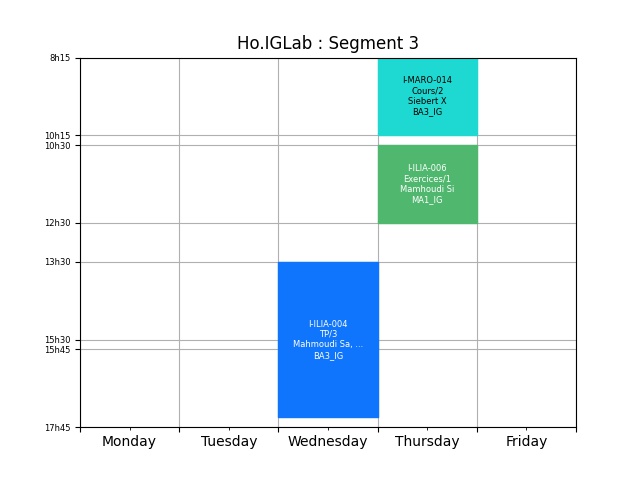 Ho.IGLab : Segment 3
8h15
I-MARO-014
Cours/2
Siebert X
BA3_IG
10h15
10h30
I-ILIA-006
Exercices/1
Mamhoudi Si
MA1_IG
12h30
13h30
I-ILIA-004
TP/3
Mahmoudi Sa, ...
BA3_IG
15h30
15h45
17h45
Monday Tuesday Wednesday Thursday Friday